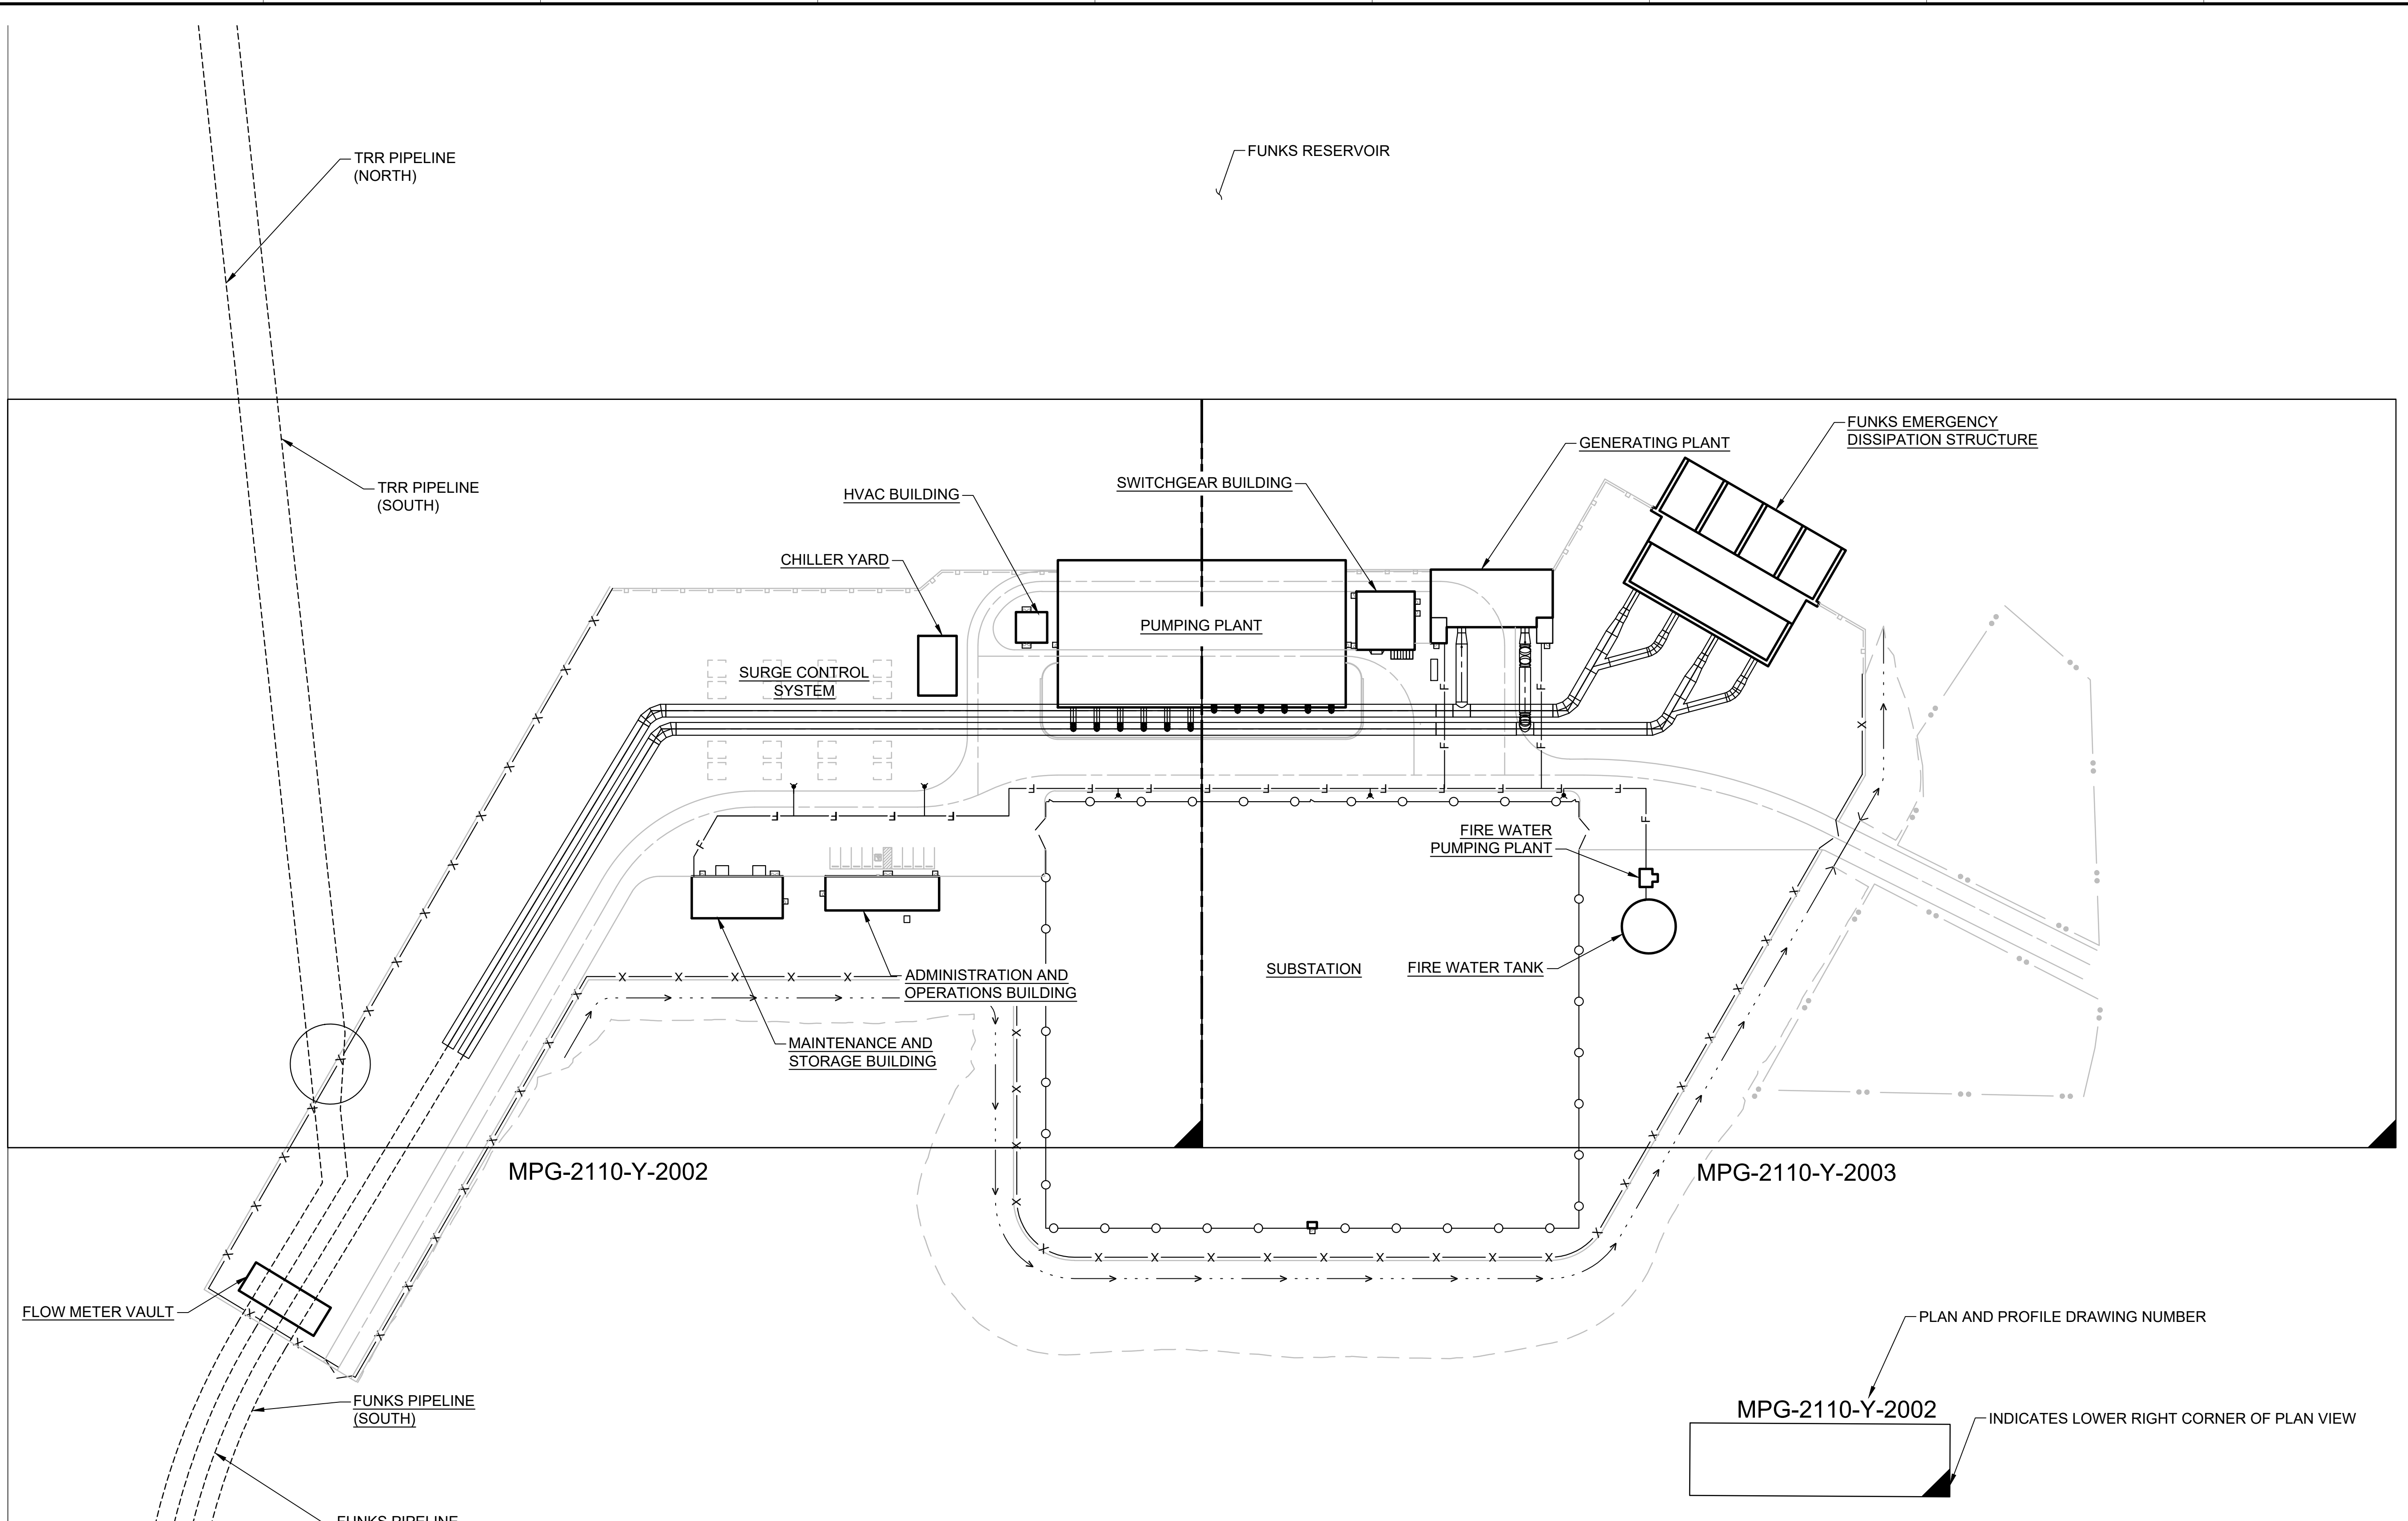 TRR PIPELINE
(NORTH)
FUNKS RESERVOIR
FUNKS EMERGENCY
DISSIPATION STRUCTURE
GENERATING PLANT
SWITCHGEAR BUILDING
HVAC BUILDING
TRR PIPELINE
(SOUTH)
CHILLER YARD
PUMPING PLANT
SURGE CONTROL
SYSTEM
FIRE WATER
PUMPING PLANT
SUBSTATION
FIRE WATER TANK
ADMINISTRATION AND
OPERATIONS BUILDING
MAINTENANCE AND
STORAGE BUILDING
MPG-2110-Y-2002
MPG-2110-Y-2003
FLOW METER VAULT
PLAN AND PROFILE DRAWING NUMBER
FUNKS PIPELINE
(SOUTH)
MPG-2110-Y-2002
INDICATES LOWER RIGHT CORNER OF PLAN VIEW
FUNKS PIPELINE